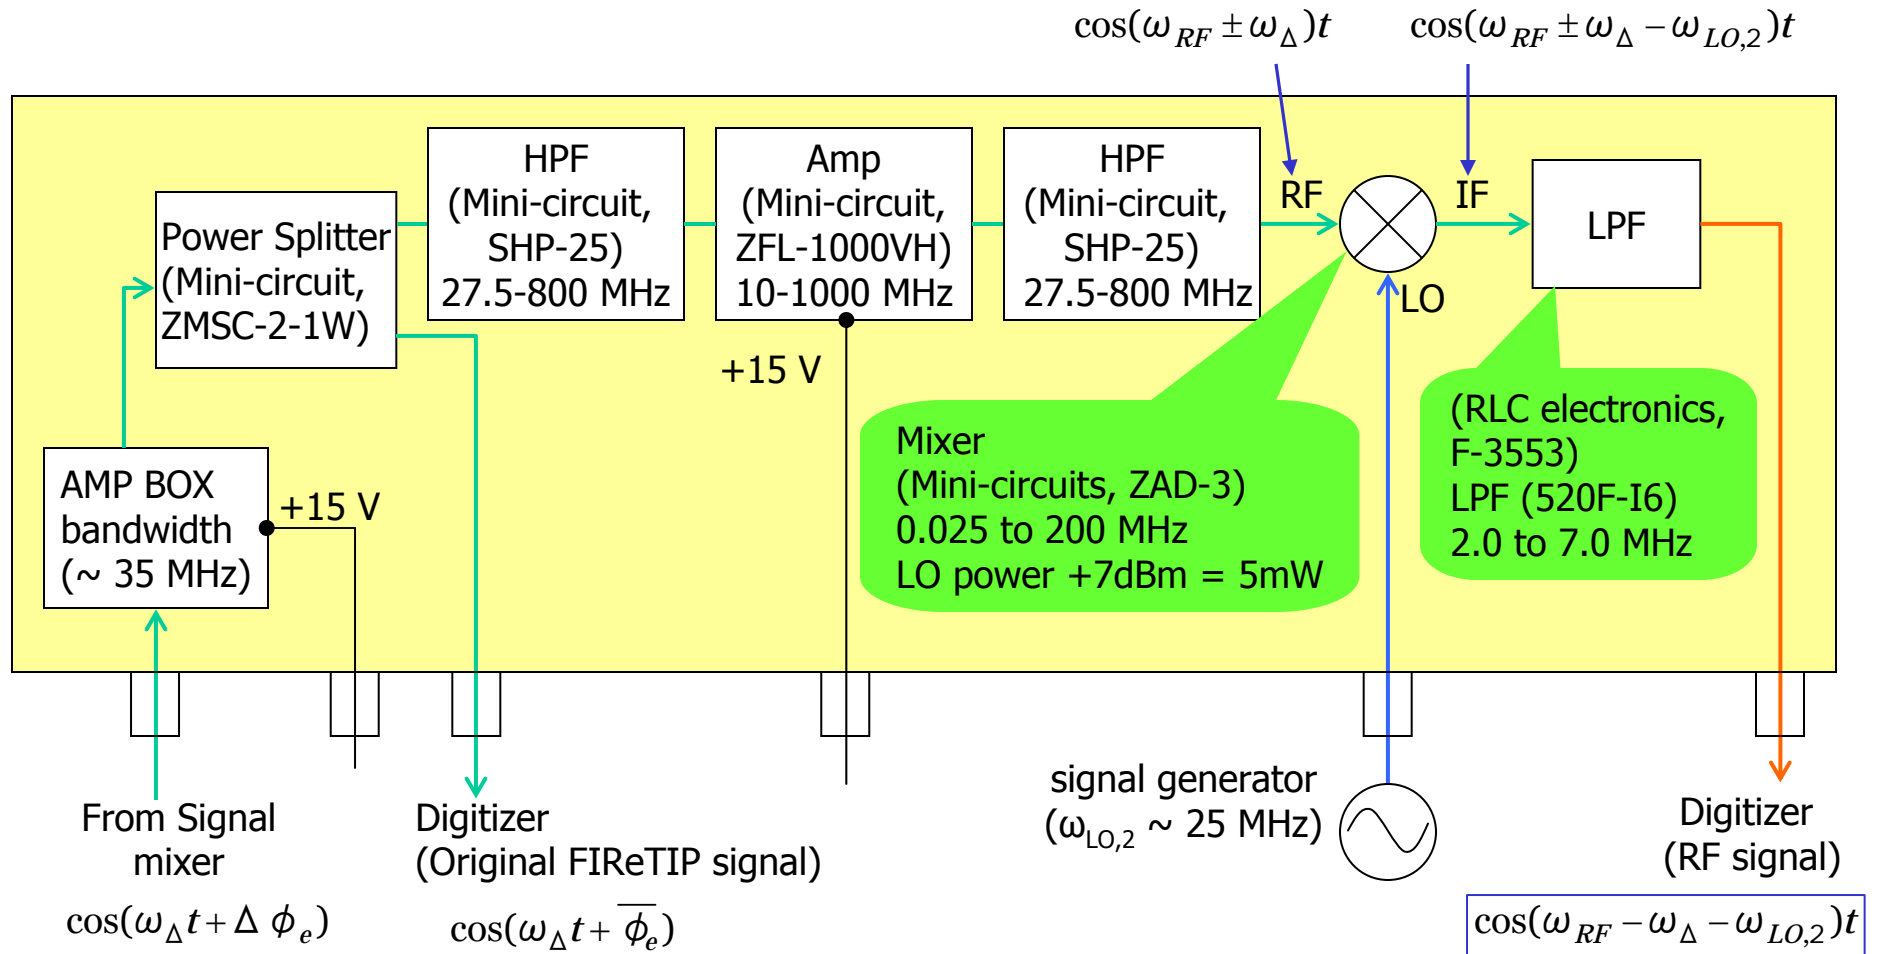 cos(ω_RF ± ω_Δ)t
cos(ω_RF ± ω_Δ − ω_LO,2)t
Power Splitter
(Mini-circuit,
ZMSC-2-1W)
HPF
(Mini-circuit,
SHP-25)
27.5-800 MHz
Amp
(Mini-circuit,
ZFL-1000VH)
10-1000 MHz
HPF
(Mini-circuit,
SHP-25)
27.5-800 MHz
RF
IF
LO
LPF
+15 V
AMP BOX
bandwidth
(~ 35 MHz)
+15 V
Mixer
(Mini-circuits, ZAD-3)
0.025 to 200 MHz
LO power +7dBm = 5mW
(RLC electronics,
F-3553)
LPF (520F-I6)
2.0 to 7.0 MHz
From Signal
mixer
cos(ω_Δ t + Δ ϕ_e)
Digitizer
(Original FIReTIP signal)
cos(ω_Δ t + \overline{ϕ_e})
signal generator
(ω_LO,2 ~ 25 MHz)
Digitizer
(RF signal)
cos(ω_RF − ω_Δ − ω_LO,2)t